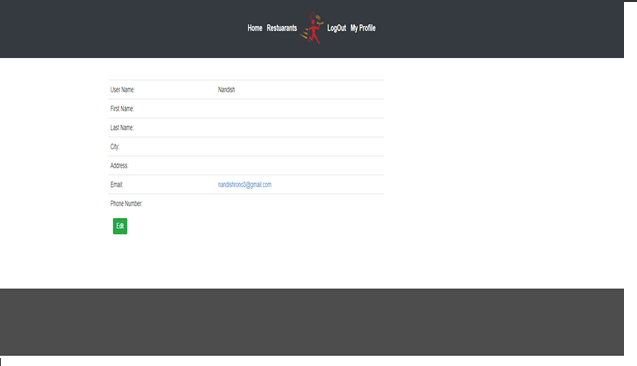 Home Restuarants LogOut My Profile
User Name: Nandish
First Name:
Last Name:
City:
Address:
Email: nandishrono3@gmail.com
Phone Number:
Edit